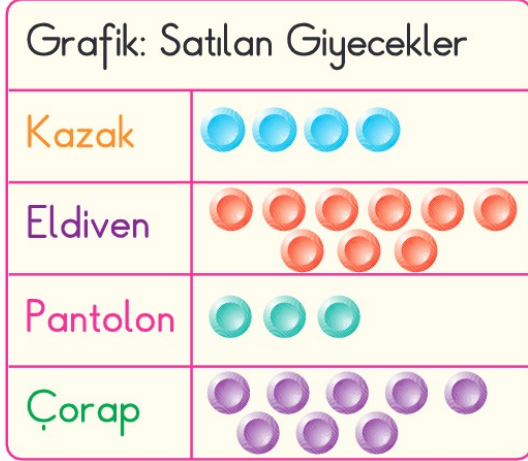 Grafik: Satılan Giyecekler
Kazak
Eldiven
Pantolon
Çorap